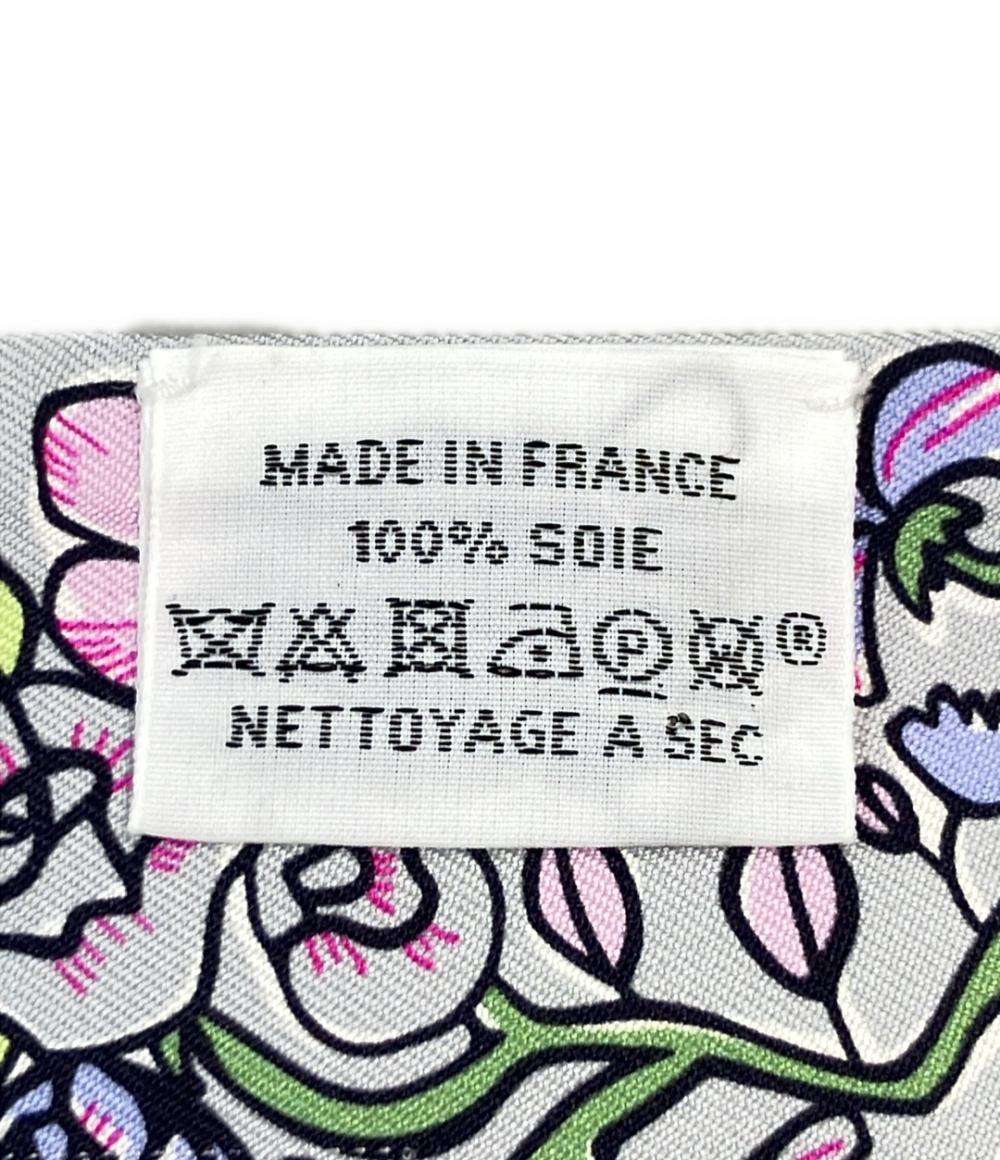 MADE IN FRANCE
100% SOIE
P ®
NETTOYAGE A SEC